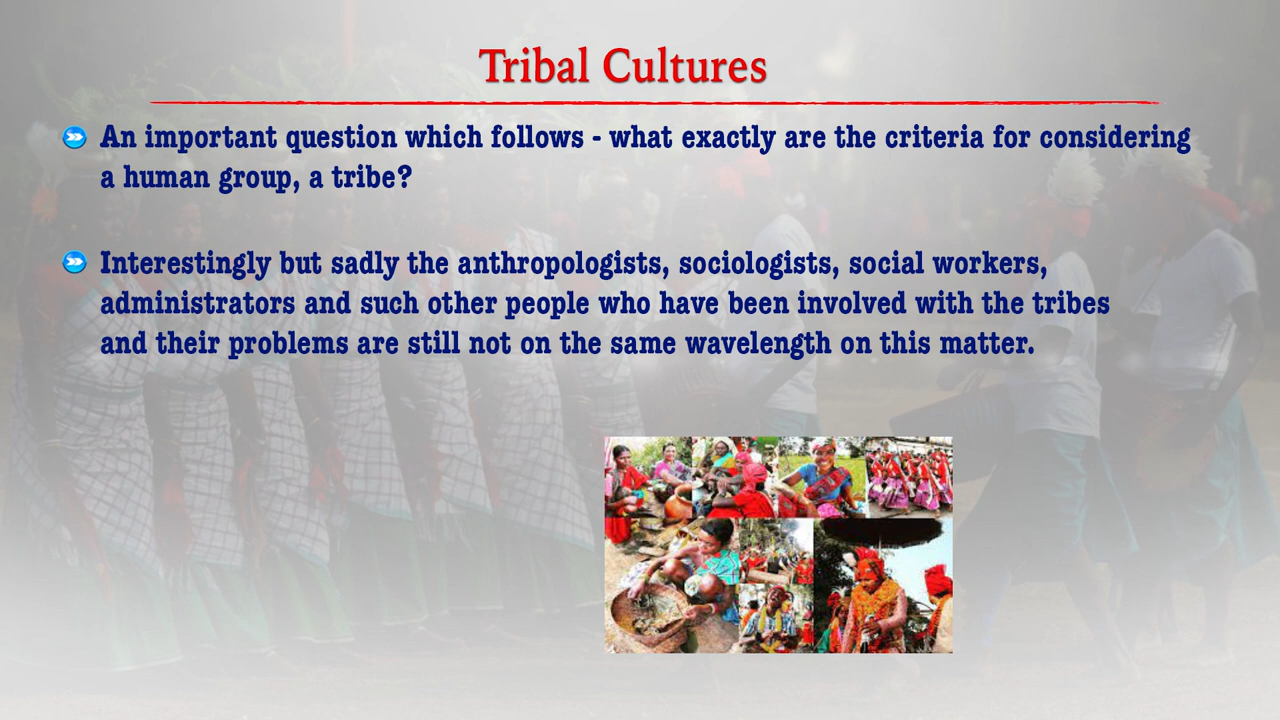 Tribal Cultures
An important question which follows - what exactly are the criteria for considering
a human group, a tribe?
Interestingly but sadly the anthropologists, sociologists, social workers,
administrators and such other people who have been involved with the tribes
and their problems are still not on the same wavelength on this matter.